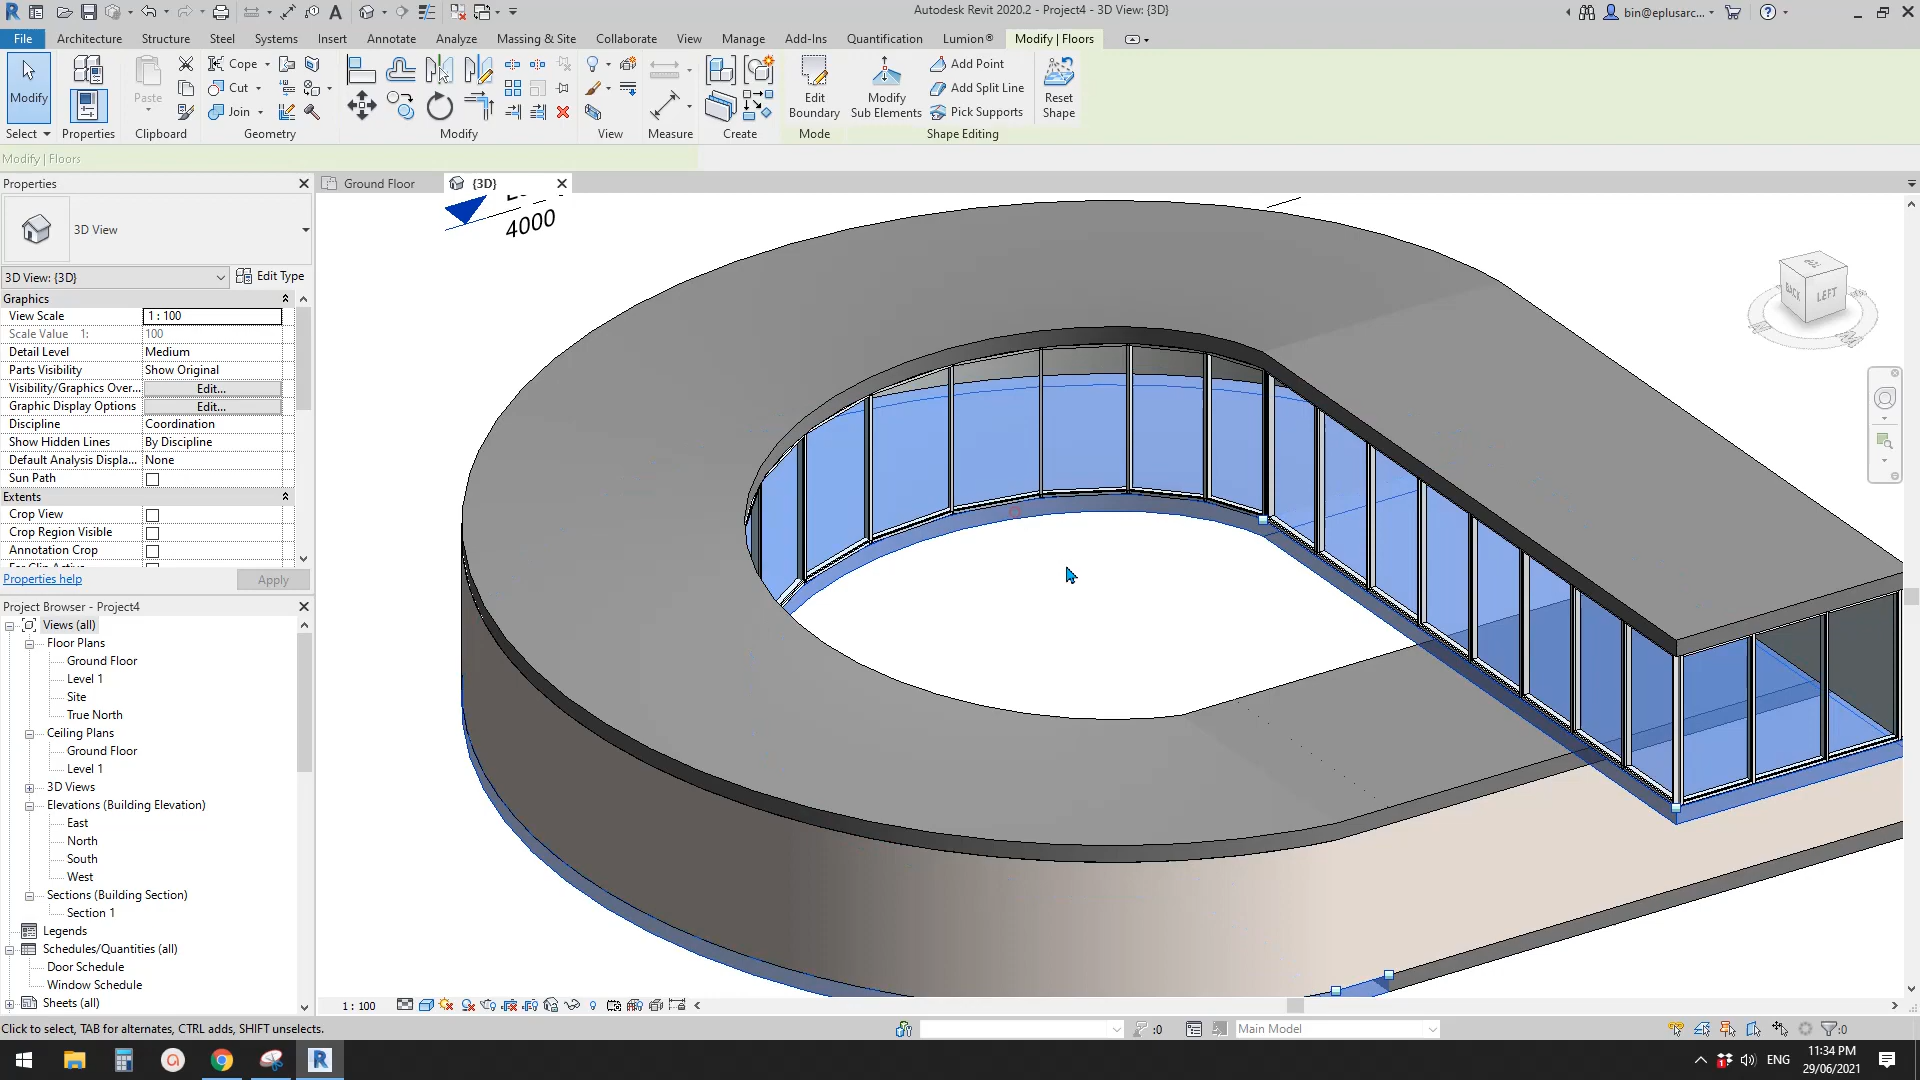 Autodesk Revit 2020.2 - Project4 - 3D View: {3D}
bin@eplusarc...
File Architecture Structure Steel Systems Insert Annotate Analyze Massing & Site Collaborate View Manage Add-Ins Quantification Lumion® Modify | Floors
Modify
Paste
Cope
Cut
Join
Edit Boundary
Modify Sub Elements
Add Point
Add Split Line
Pick Supports
Reset Shape
Select Properties Clipboard Geometry Modify View Measure Create Mode Shape Editing
Modify | Floors
Properties
Ground Floor
{3D}
3D View
3D View: {3D}
Edit Type
Graphics
View Scale 1 : 100
Scale Value 1: 100
Detail Level Medium
Parts Visibility Show Original
Visibility/Graphics Over... Edit...
Graphic Display Options Edit...
Discipline Coordination
Show Hidden Lines By Discipline
Default Analysis Displa... None
Sun Path
Extents
Crop View
Crop Region Visible
Annotation Crop
Properties help
Apply
4000
TOP
BACK
LEFT
Project Browser - Project4
Views (all)
Floor Plans
Ground Floor
Level 1
Site
True North
Ceiling Plans
Ground Floor
Level 1
3D Views
Elevations (Building Elevation)
East
North
South
West
Sections (Building Section)
Section 1
Legends
Schedules/Quantities (all)
Door Schedule
Window Schedule
Sheets (all)
1 : 100
Click to select, TAB for alternates, CTRL adds, SHIFT unselects.
:0
Main Model
:0
ENG
11:34 PM
29/06/2021